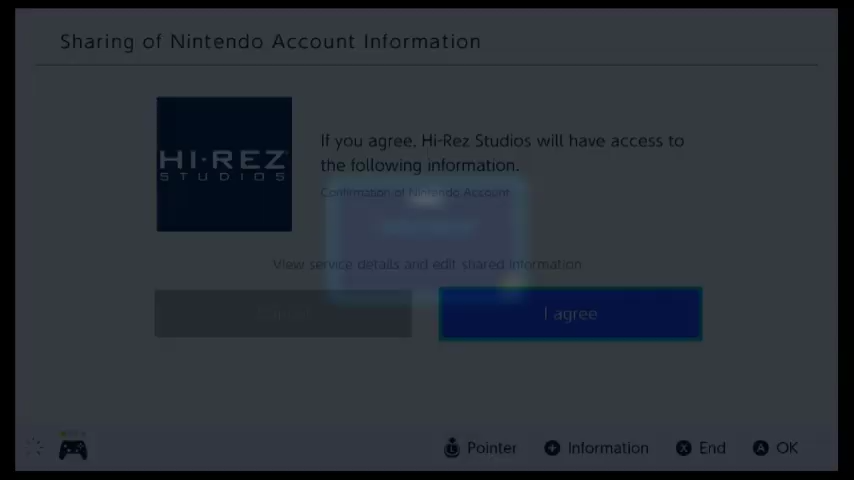 Sharing of Nintendo Account Information
HI-REZ
STUDIOS
If you agree, Hi-Rez Studios will have access to
the following information.
Confirmation of Nintendo Account
View service details and edit shared information
I agree
Pointer
Information
X End
A OK